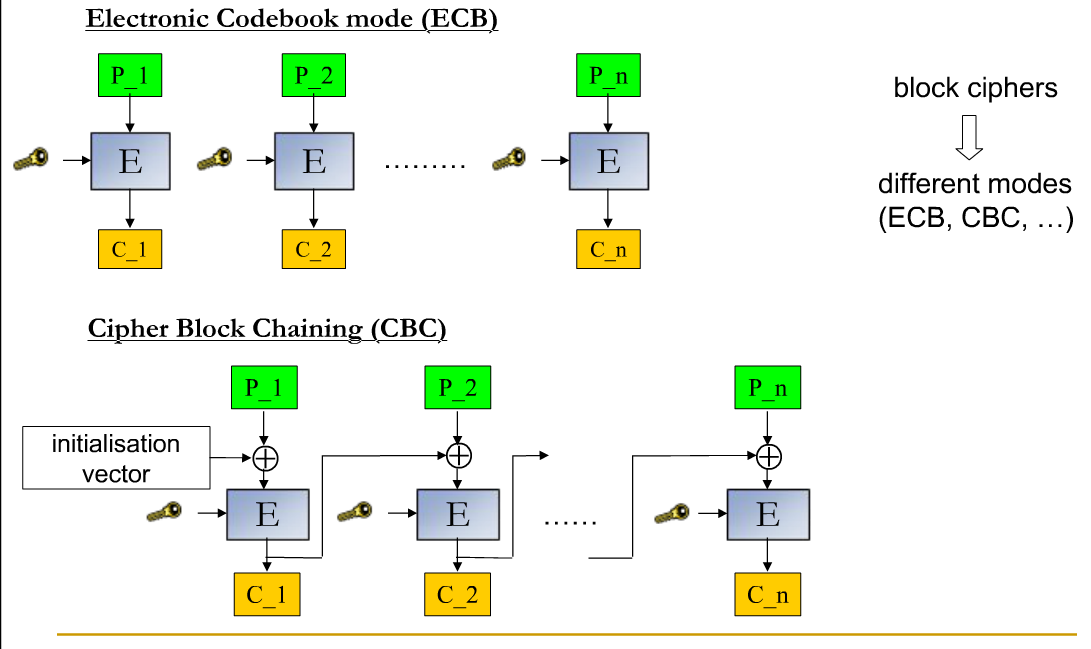 Electronic Codebook mode (ECB)
P_1 P_2 P_n
E E ......... E
C_1 C_2 C_n
block ciphers
different modes
(ECB, CBC, …)
Cipher Block Chaining (CBC)
P_1 P_2 P_n
initialisation
vector
E E ...... E
C_1 C_2 C_n